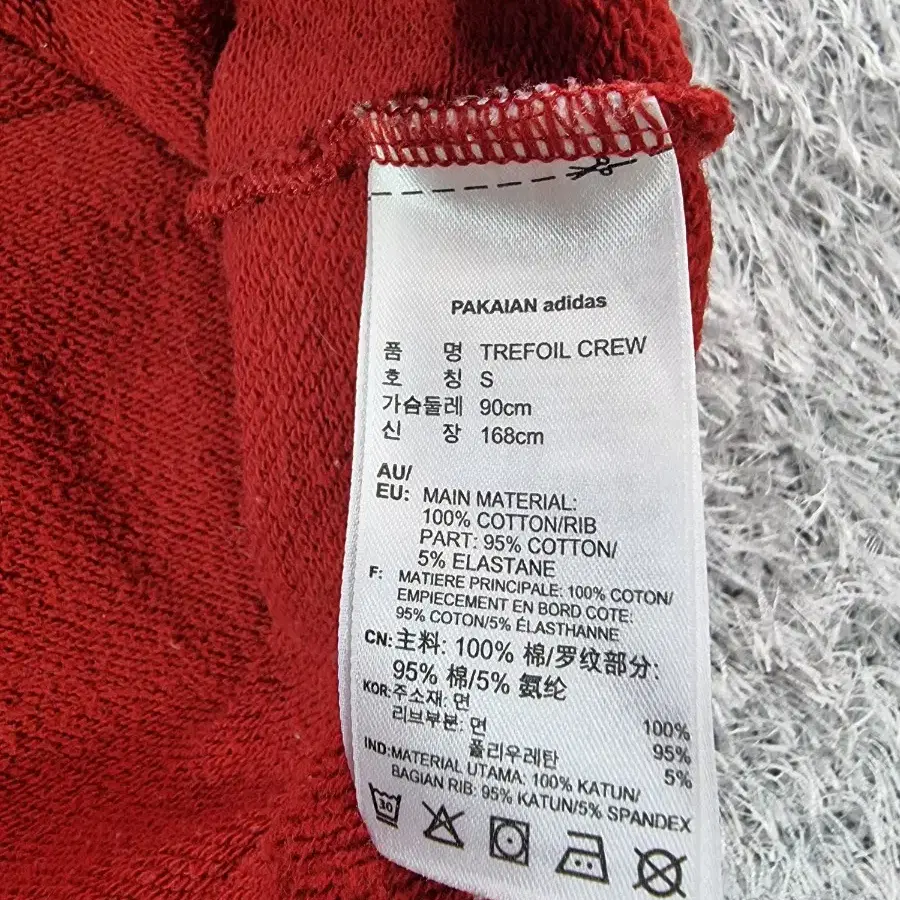 PAKAIAN adidas
품 명 TREFOIL CREW
호 칭 S
가슴둘레 90cm
신 장 168cm
AU/
EU: MAIN MATERIAL:
100% COTTON/RIB
PART: 95% COTTON/
5% ELASTANE
F: MATIERE PRINCIPALE: 100% COTON/
EMPIECEMENT EN BORD COTE:
95% COTON/5% ÉLASTHANNE
CN: 主料: 100% 棉/罗纹部分:
95% 棉/5% 氨纶
KOR: 주소재: 면 100%
리브부분: 면 95%
폴리우레탄 5%
IND: MATERIAL UTAMA: 100% KATUN/
BAGIAN RIB: 95% KATUN/5% SPANDEX
30